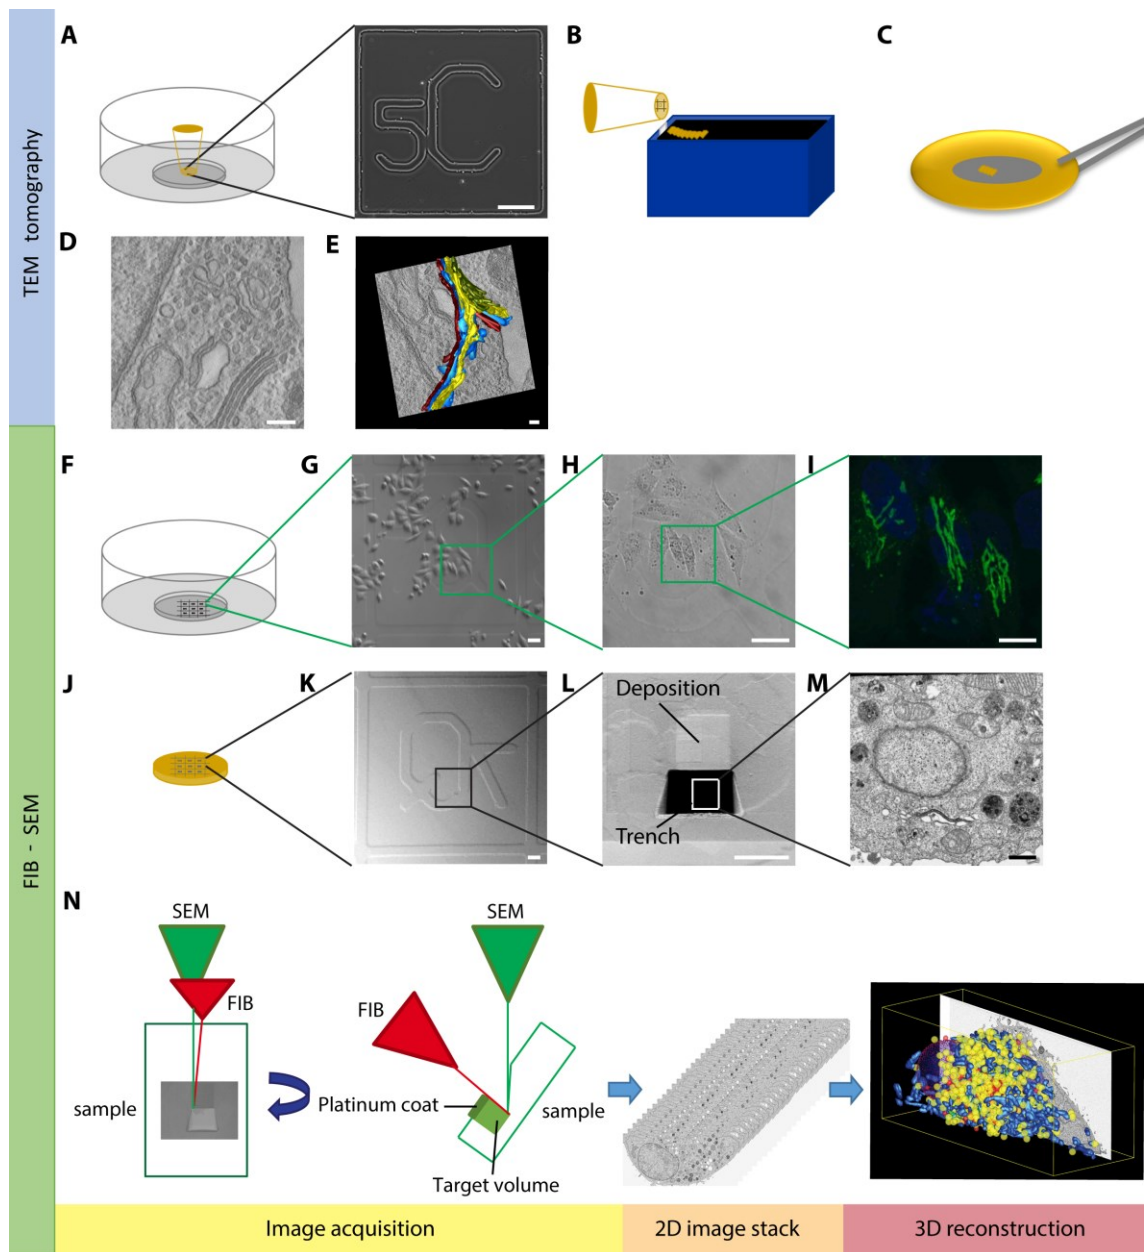 TEM tomography
A
5C
B
C
D
E
FIB - SEM
F
G
H
I
J
K
L
Deposition
Trench
M
N
SEM
FIB
sample
SEM
FIB
Platinum coat
sample
Target volume
Image acquisition
2D image stack
3D reconstruction